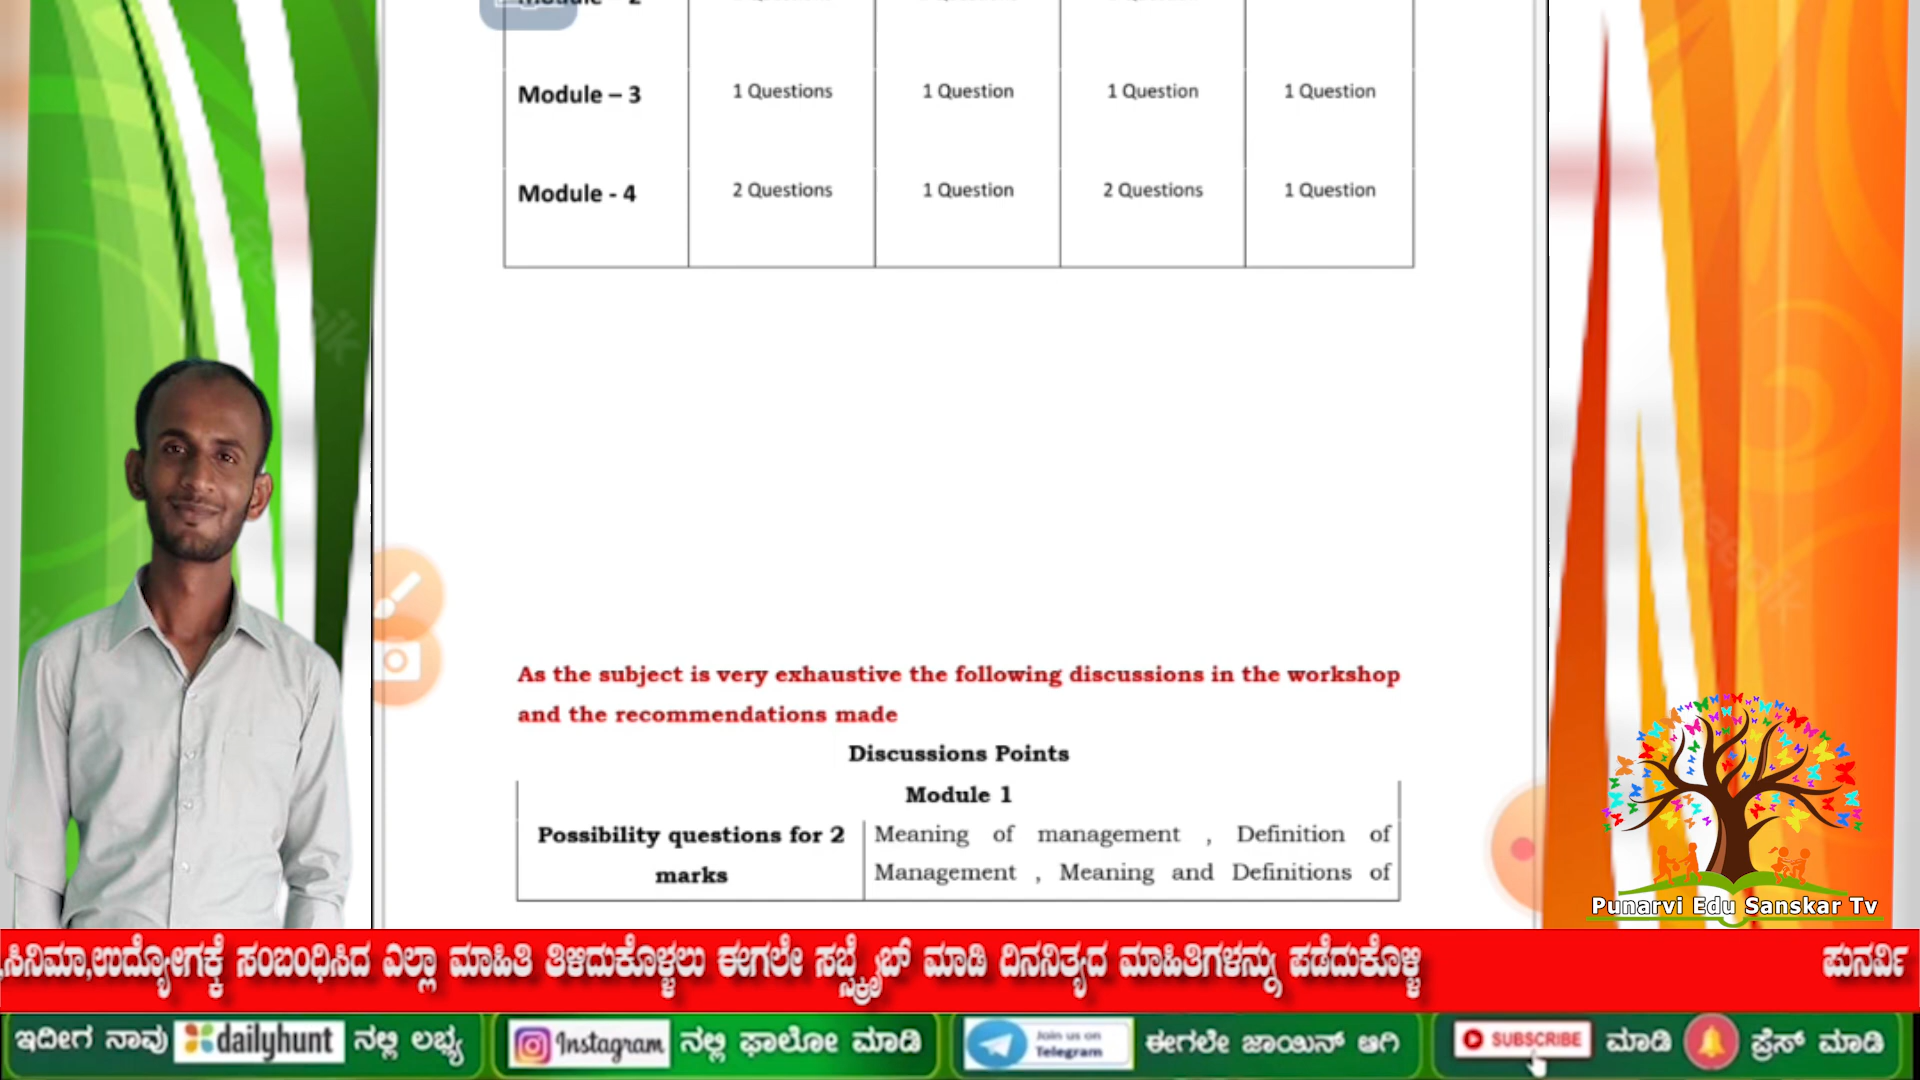 Module – 3 1 Questions 1 Question 1 Question 1 Question
Module - 4 2 Questions 1 Question 2 Questions 1 Question
As the subject is very exhaustive the following discussions in the workshop
and the recommendations made
Discussions Points
Module 1
Possibility questions for 2 marks
Meaning of management , Definition of
Management , Meaning and Definitions of
Punarvi Edu Sanskar Tv
,ಸಿನಿಮಾ,ಉದ್ಯೋಗಕ್ಕೆ ಸಂಬಂಧಿಸಿದ ಎಲ್ಲಾ ಮಾಹಿತಿ ತಿಳಿದುಕೊಳ್ಳಲು ಈಗಲೇ ಸಬ್ಸ್ಕ್ರೈಬ್ ಮಾಡಿ ದಿನನಿತ್ಯದ ಮಾಹಿತಿಗಳನ್ನು ಪಡೆದುಕೊಳ್ಳಿ ಪುನರ್ವಿ
ಇದೀಗ ನಾವು dailyhunt ನಲ್ಲಿ ಲಭ್ಯ Instagram ನಲ್ಲಿ ಫಾಲೋ ಮಾಡಿ Join us on Telegram ಈಗಲೇ ಜಾಯಿನ್ ಆಗಿ SUBSCRIBE ಮಾಡಿ ಪ್ರೆಸ್ ಮಾಡಿ